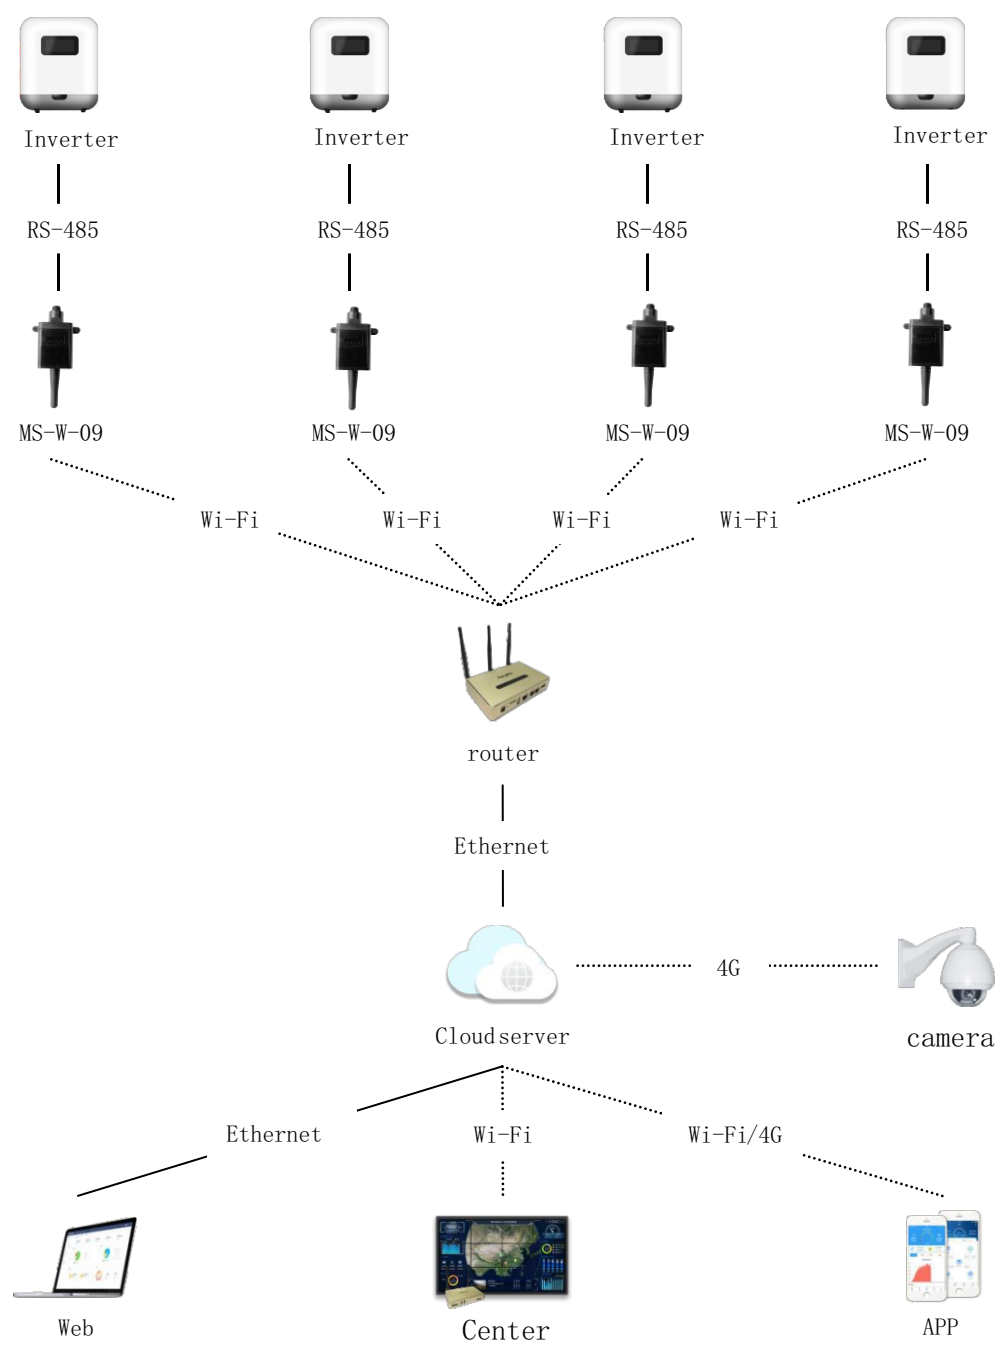 Inverter Inverter Inverter Inverter
RS-485 RS-485 RS-485 RS-485
MS-W-09 MS-W-09 MS-W-09 MS-W-09
Wi-Fi Wi-Fi Wi-Fi Wi-Fi
router
Ethernet
4G
Cloudserver
camera
Ethernet Wi-Fi Wi-Fi/4G
Web Center APP